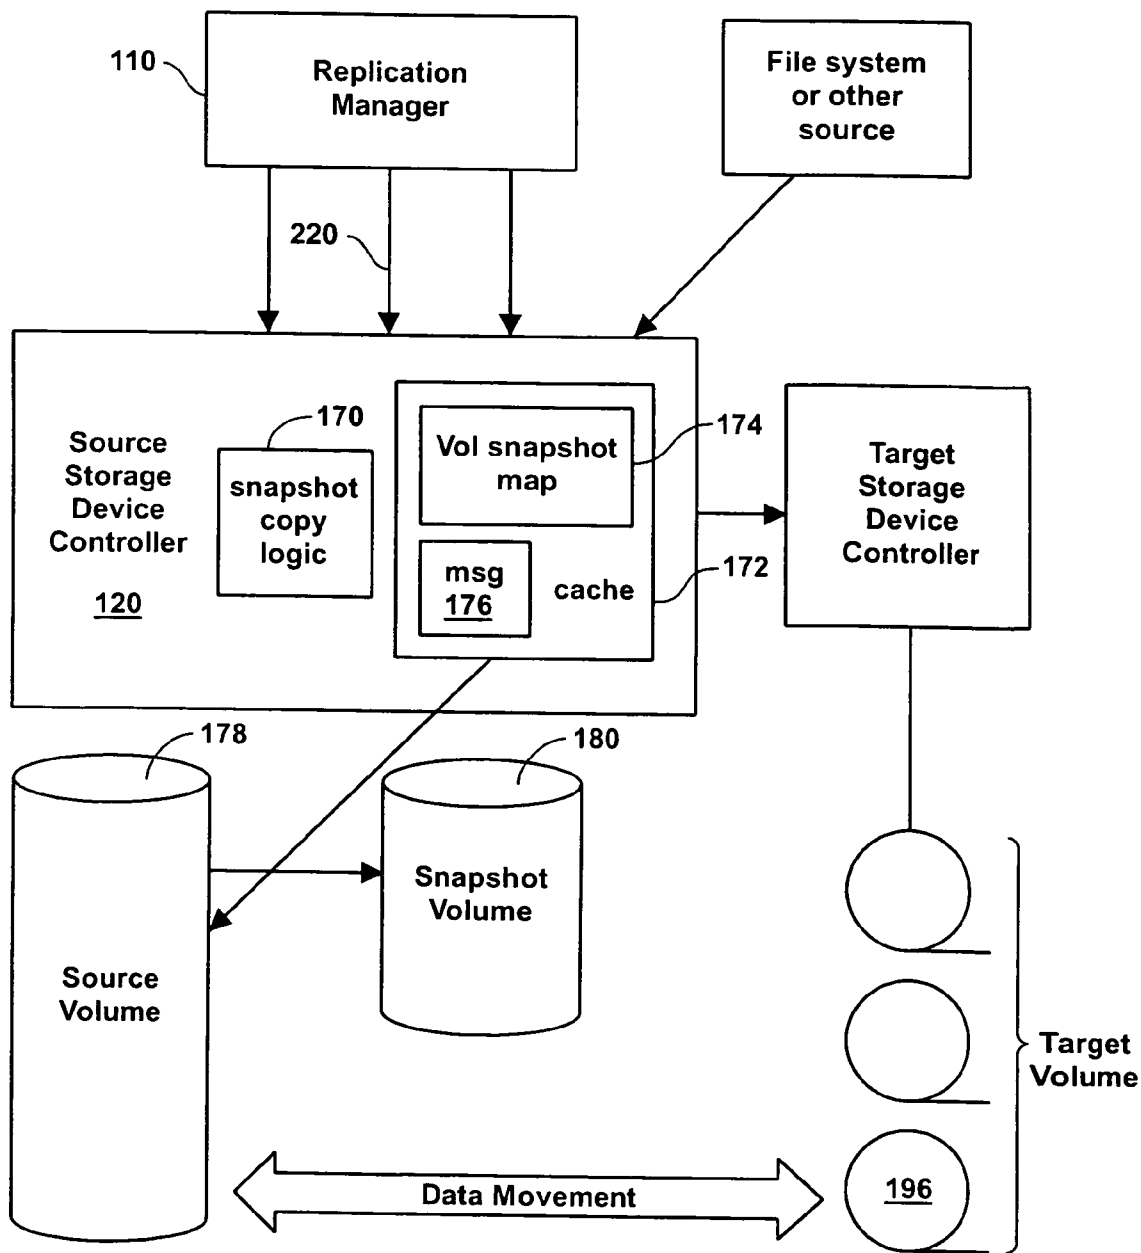 110
Replication
Manager
File system
or other
source
220
Source
Storage
Device
Controller
120
170
snapshot
copy
logic
Vol snapshot
map
174
msg
176
cache
172
Target
Storage
Device
Controller
178
180
Source
Volume
Snapshot
Volume
Target
Volume
Data Movement
196